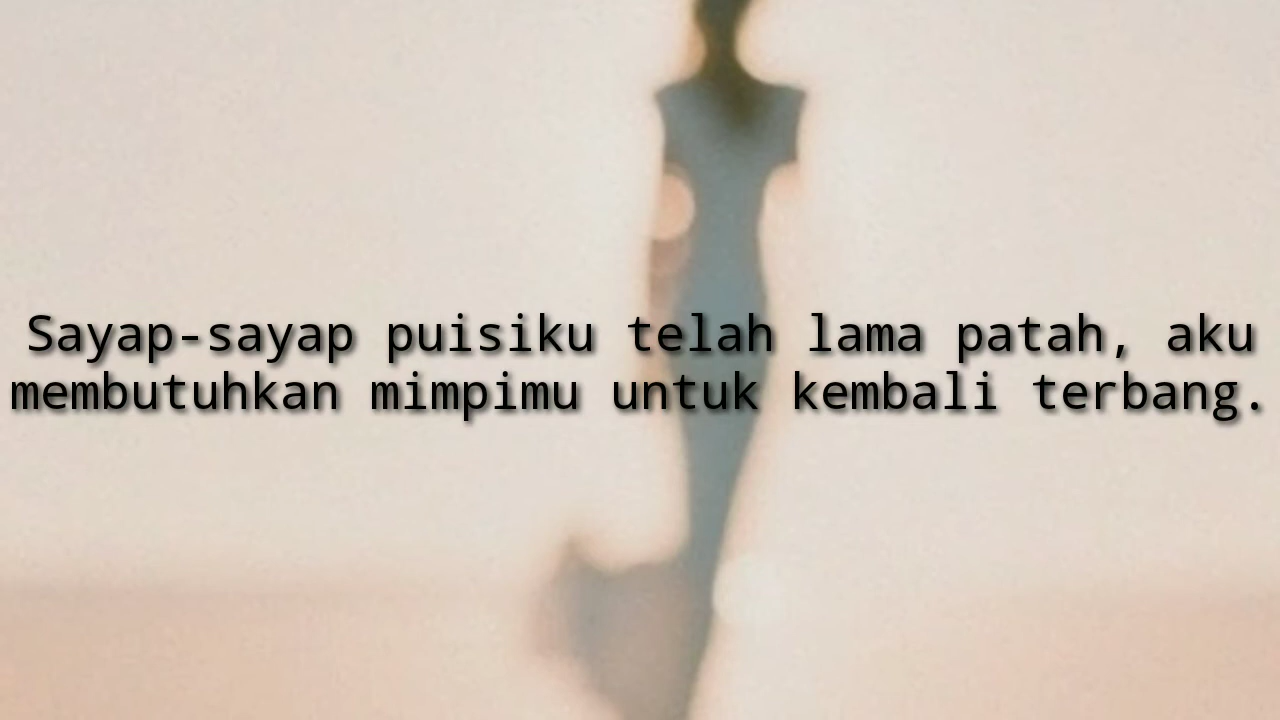 Sayap-sayap puisiku telah lama patah, aku
membutuhkan mimpimu untuk kembali terbang.